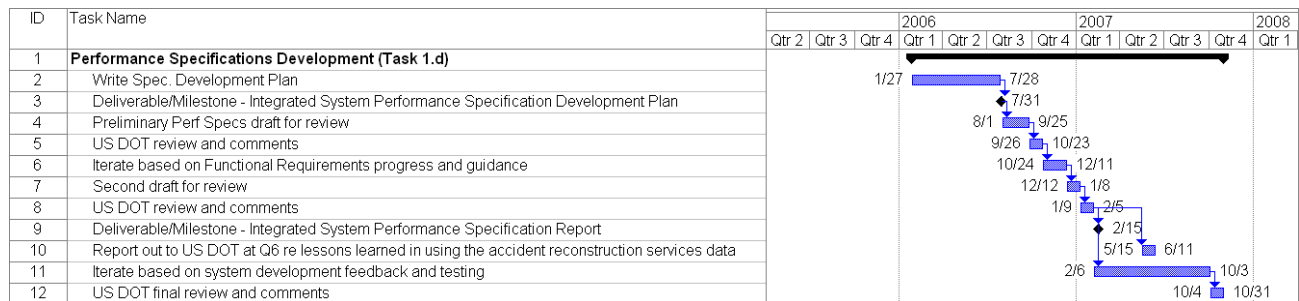 ID Task Name 2006 2007 2008
Qtr 2 Qtr 3 Qtr 4 Qtr 1 Qtr 2 Qtr 3 Qtr 4 Qtr 1 Qtr 2 Qtr 3 Qtr 4 Qtr 1
1 Performance Specifications Development (Task 1.d)
2 Write Spec. Development Plan 1/27 7/28
3 Deliverable/Milestone - Integrated System Performance Specification Development Plan 7/31
4 Preliminary Perf Specs draft for review 8/1 9/25
5 US DOT review and comments 9/26 10/23
6 Iterate based on Functional Requirements progress and guidance 10/24 12/11
7 Second draft for review 12/12 1/8
8 US DOT review and comments 1/9 2/5
9 Deliverable/Milestone - Integrated System Performance Specification Report 2/15
10 Report out to US DOT at Q6 re lessons learned in using the accident reconstruction services data 5/15 6/11
11 Iterate based on system development feedback and testing 2/6 10/3
12 US DOT final review and comments 10/4 10/31